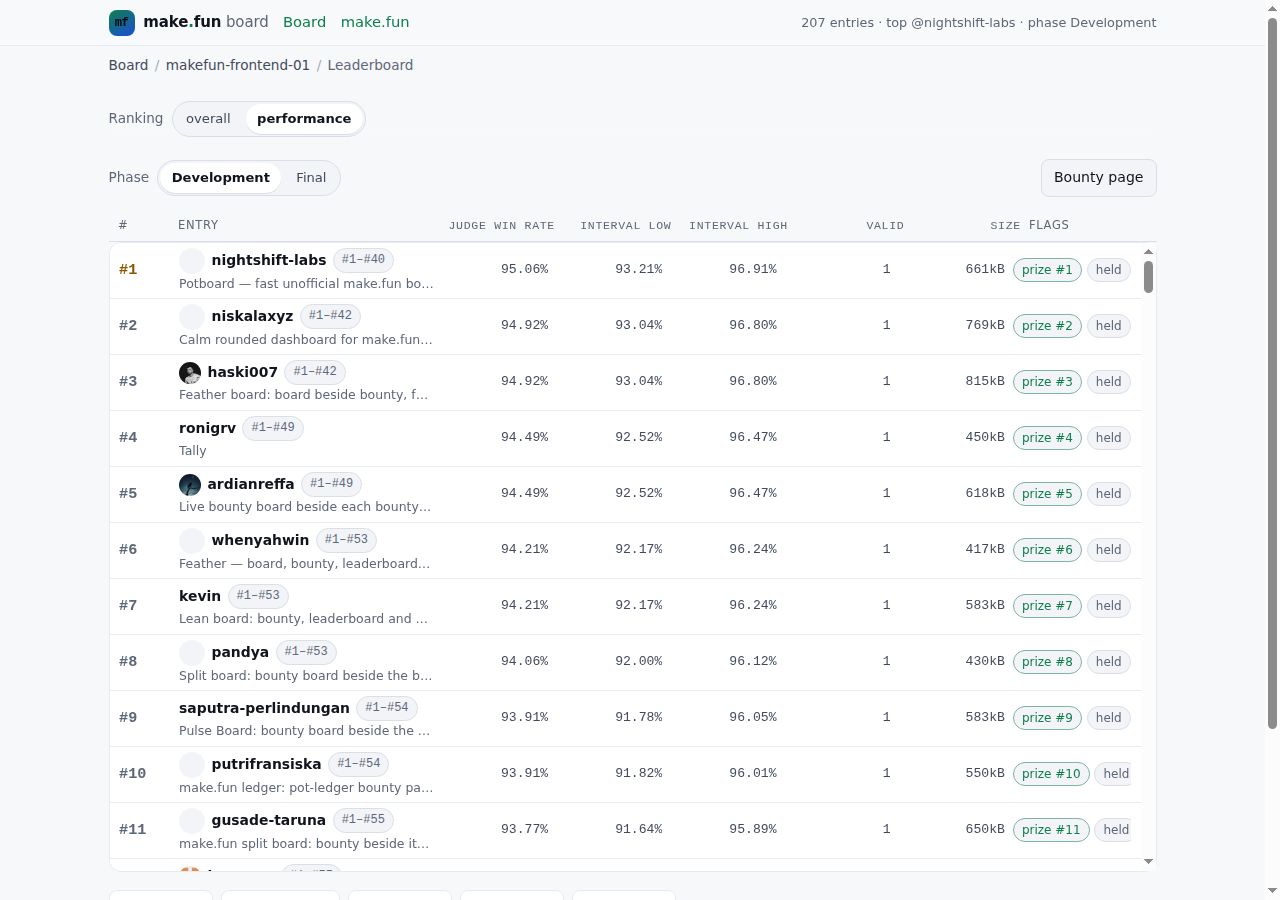 mf make.fun board Board make.fun 207 entries · top @nightshift-labs · phase Development
Board / makefun-frontend-01 / Leaderboard
Ranking overall performance
Phase Development Final Bounty page
# ENTRY JUDGE WIN RATE INTERVAL LOW INTERVAL HIGH VALID SIZE FLAGS
#1 nightshift-labs #1–#40 95.06% 93.21% 96.91% 1 661kB prize #1 held
Potboard — fast unofficial make.fun bo…
#2 niskalaxyz #1–#42 94.92% 93.04% 96.80% 1 769kB prize #2 held
Calm rounded dashboard for make.fun…
#3 haski007 #1–#42 94.92% 93.04% 96.80% 1 815kB prize #3 held
Feather board: board beside bounty, f…
#4 ronigrv #1–#49 94.49% 92.52% 96.47% 1 450kB prize #4 held
Tally
#5 ardianreffa #1–#49 94.49% 92.52% 96.47% 1 618kB prize #5 held
Live bounty board beside each bounty…
#6 whenyahwin #1–#53 94.21% 92.17% 96.24% 1 417kB prize #6 held
Feather — board, bounty, leaderboard…
#7 kevin #1–#53 94.21% 92.17% 96.24% 1 583kB prize #7 held
Lean board: bounty, leaderboard and …
#8 pandya #1–#53 94.06% 92.00% 96.12% 1 430kB prize #8 held
Split board: bounty board beside the b…
#9 saputra-perlindungan #1–#54 93.91% 91.78% 96.05% 1 583kB prize #9 held
Pulse Board: bounty board beside the …
#10 putrifransiska #1–#54 93.91% 91.82% 96.01% 1 550kB prize #10 held
make.fun ledger: pot-ledger bounty pa…
#11 gusade-taruna #1–#55 93.77% 91.64% 95.89% 1 650kB prize #11 held
make.fun split board: bounty beside it…